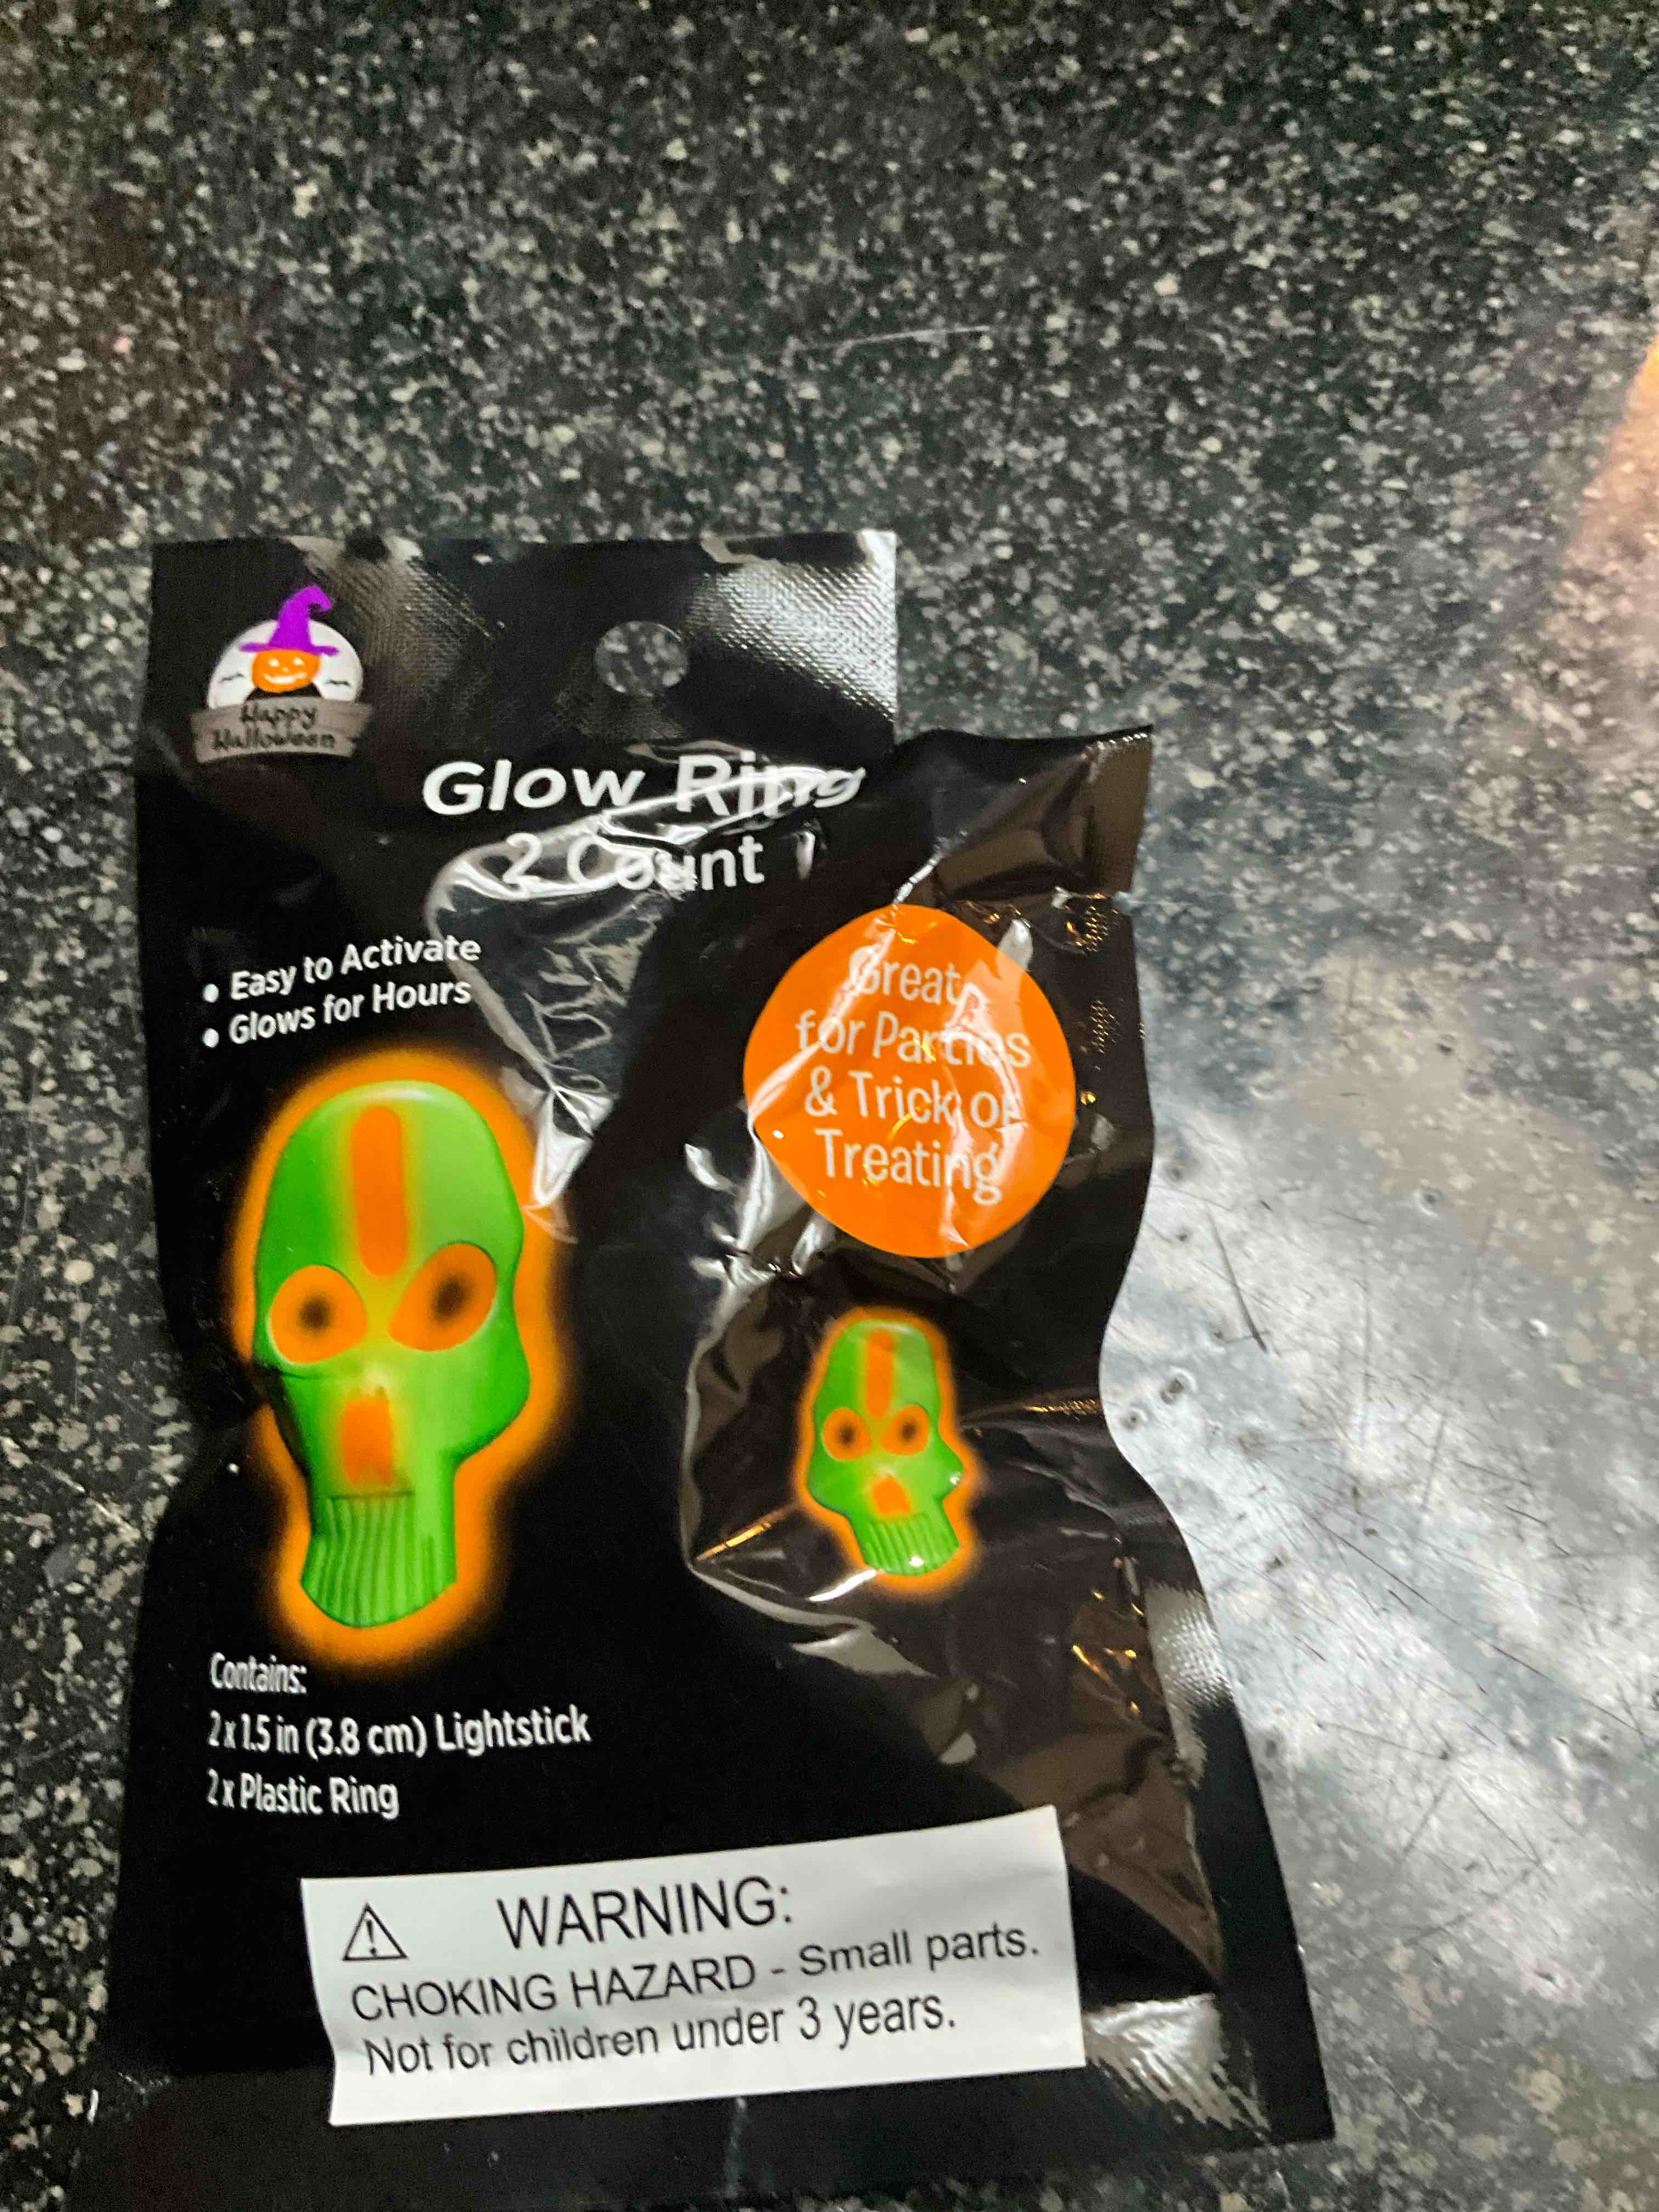 Happy
Halloween
Glow Ring
2 Count
• Easy to Activate
• Glows for Hours
Great
for Parties
& Trick or
Treating
Contains:
2 x 1.5 in (3.8 cm) Lightstick
2 x Plastic Ring
WARNING:
CHOKING HAZARD - Small parts.
Not for children under 3 years.